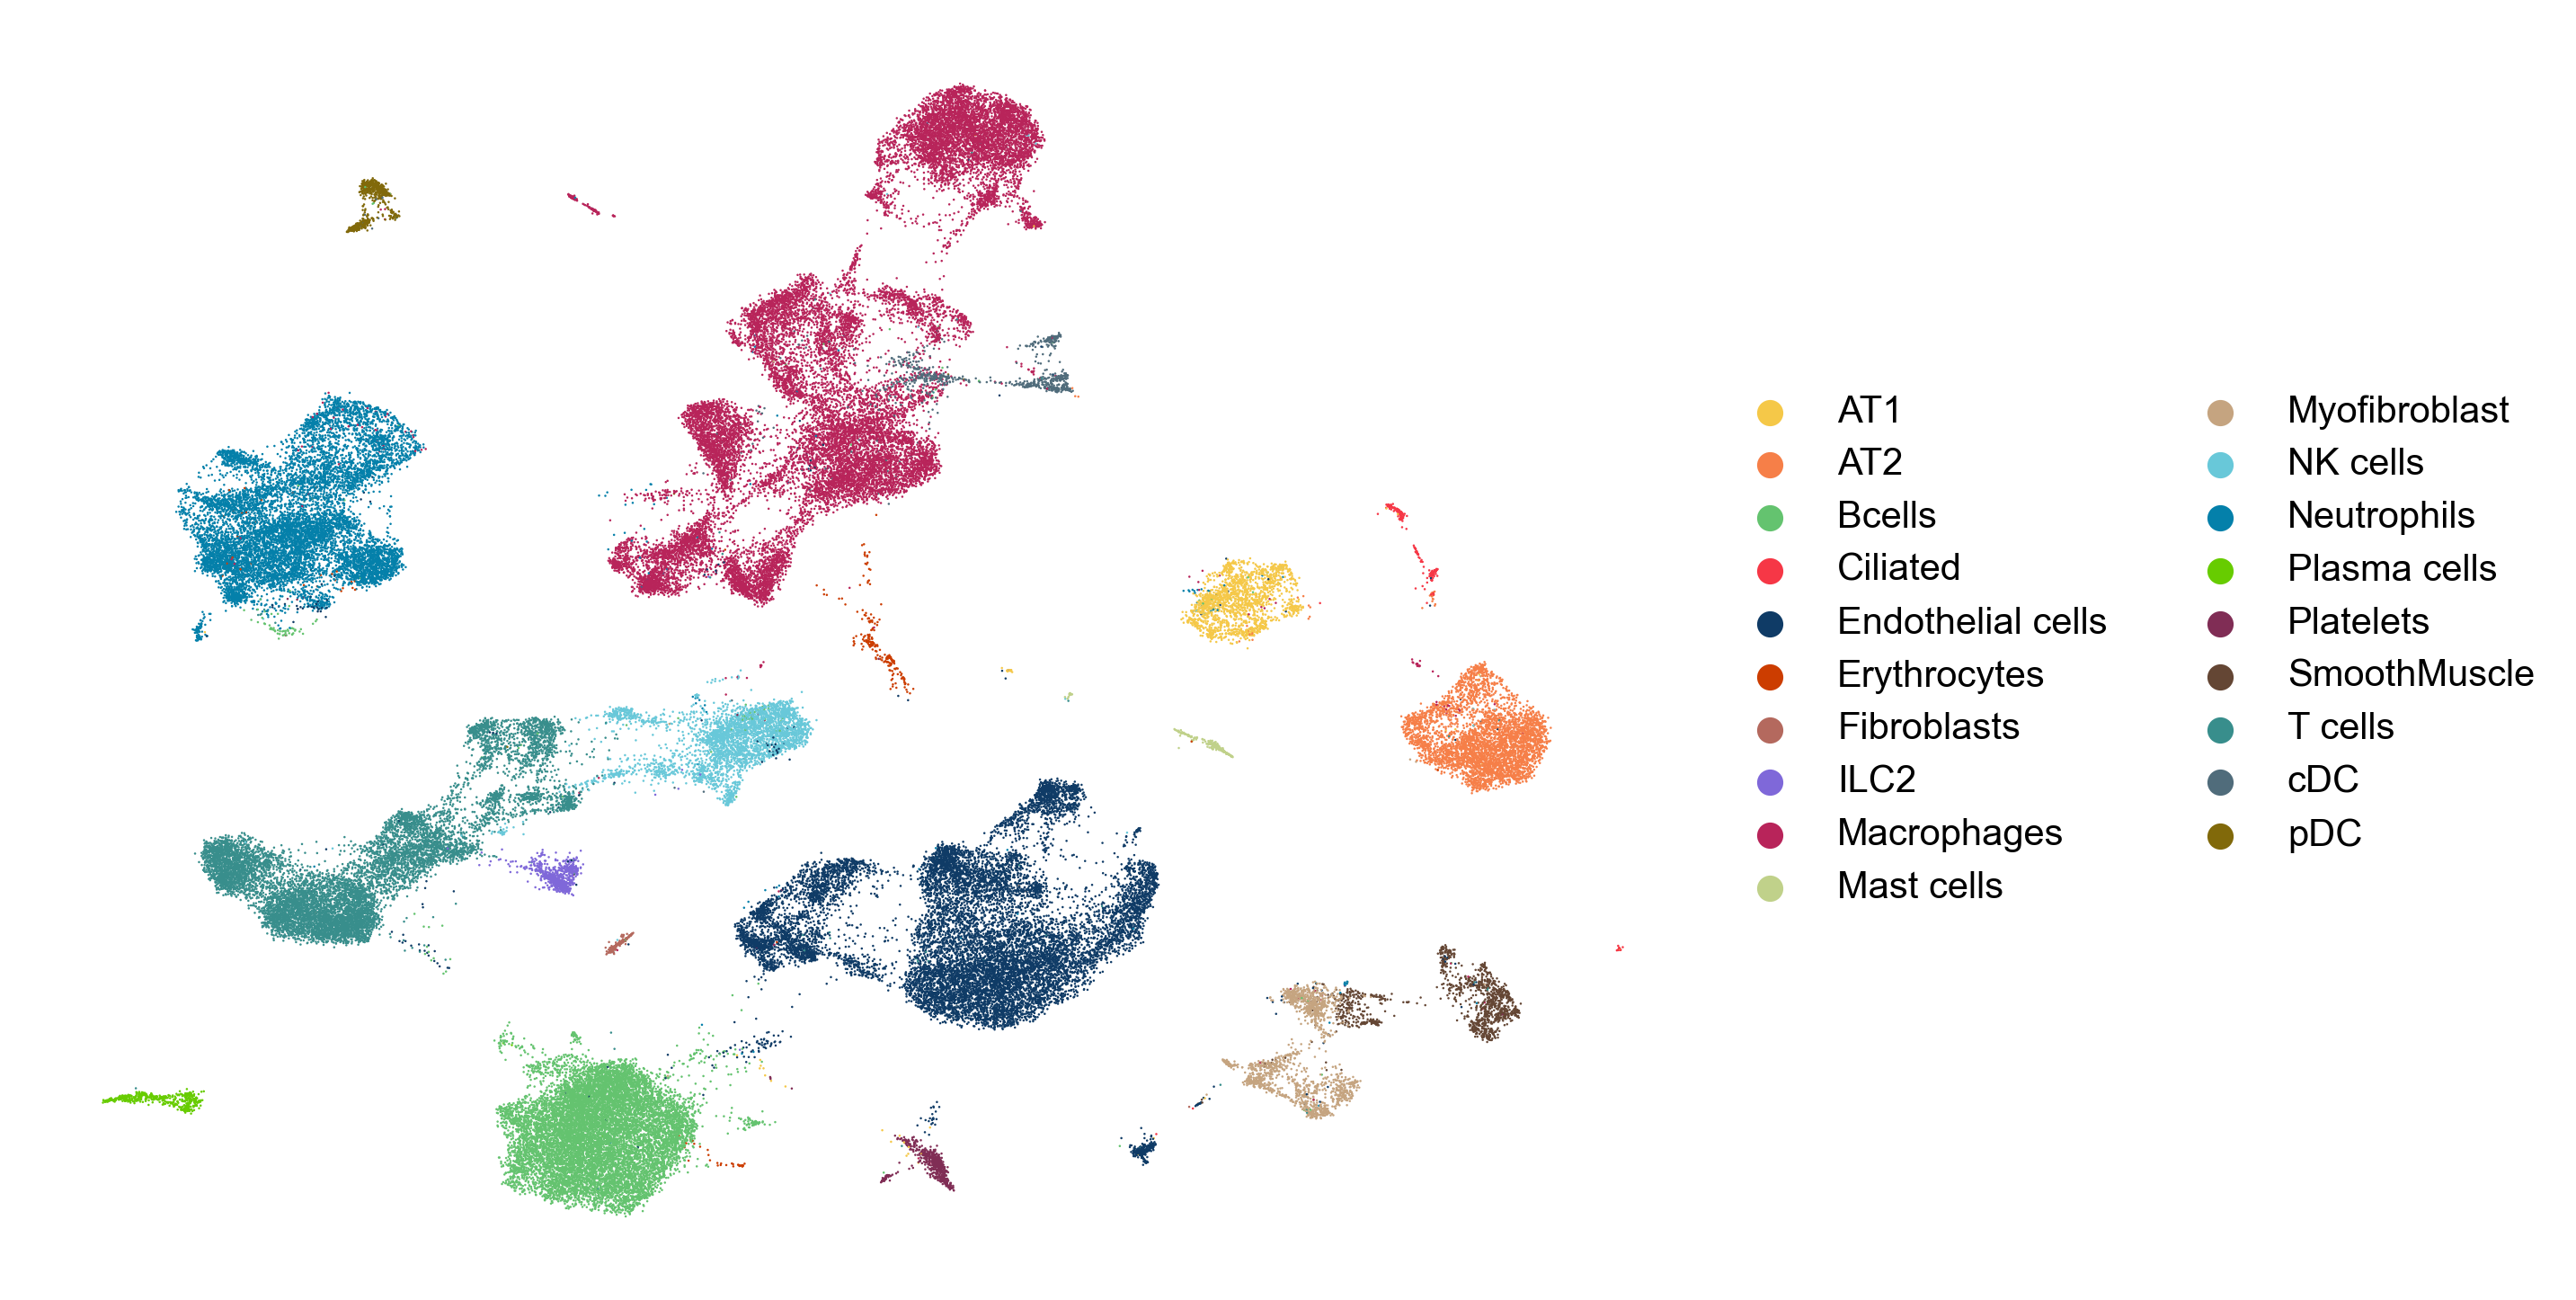 AT1
AT2
Bcells
Ciliated
Endothelial cells
Erythrocytes
Fibroblasts
ILC2
Macrophages
Mast cells
Myofibroblast
NK cells
Neutrophils
Plasma cells
Platelets
SmoothMuscle
T cells
cDC
pDC